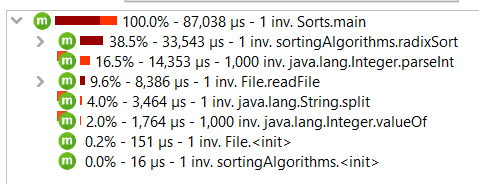 m 100.0% - 87,038 µs - 1 inv. Sorts.main
m 38.5% - 33,543 µs - 1 inv. sortingAlgorithms.radixSort
m 16.5% - 14,353 µs - 1,000 inv. java.lang.Integer.parseInt
m 9.6% - 8,386 µs - 1 inv. File.readFile
m 4.0% - 3,464 µs - 1 inv. java.lang.String.split
m 2.0% - 1,764 µs - 1,000 inv. java.lang.Integer.valueOf
m 0.2% - 151 µs - 1 inv. File.<init>
m 0.0% - 16 µs - 1 inv. sortingAlgorithms.<init>